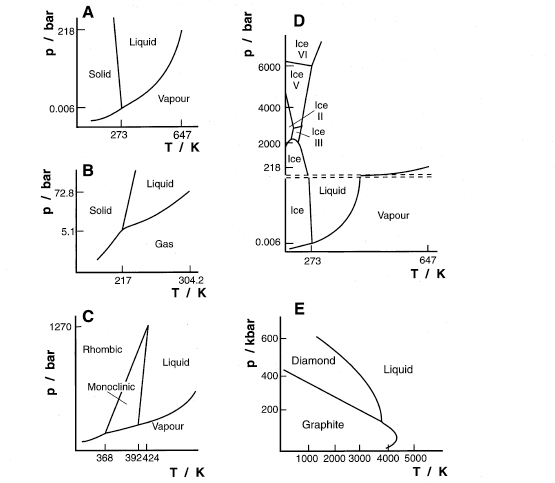 A
p / bar
218
0.006
Solid
Liquid
Vapour
273
647
T / K
B
p / bar
72.8
5.1
Solid
Liquid
Gas
217
304.2
T / K
C
p / bar
1270
Rhombic
Monoclinic
Liquid
Vapour
368
392
424
T / K
D
p / bar
6000
4000
2000
218
0.006
Ice
VI
Ice
V
Ice
II
Ice
III
Ice
Ice
Liquid
Vapour
273
647
T / K
E
p / kbar
600
400
200
Diamond
Liquid
Graphite
1000
2000
3000
4000
5000
T / K